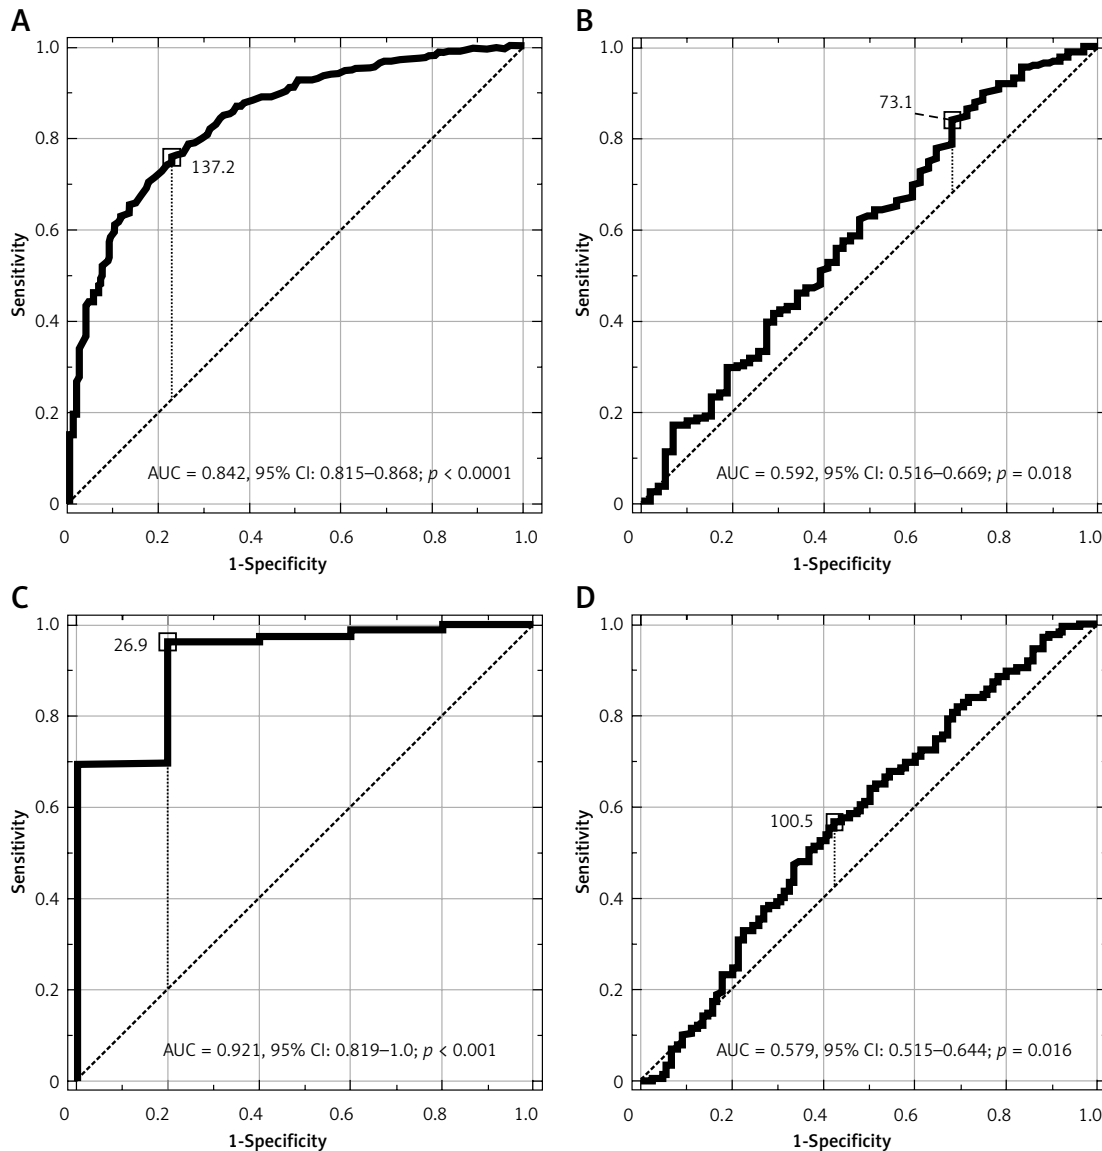 A
1.0
0.8
0.6
0.4
0.2
0
Sensitivity
137.2
AUC = 0.842, 95% CI: 0.815–0.868; p < 0.0001
0 0.2 0.4 0.6 0.8 1.0
1-Specificity
B
1.0
0.8
0.6
0.4
0.2
0
Sensitivity
73.1
AUC = 0.592, 95% CI: 0.516–0.669; p = 0.018
0 0.2 0.4 0.6 0.8 1.0
1-Specificity
C
1.0
0.8
0.6
0.4
0.2
0
Sensitivity
26.9
AUC = 0.921, 95% CI: 0.819–1.0; p < 0.001
0 0.2 0.4 0.6 0.8 1.0
1-Specificity
D
1.0
0.8
0.6
0.4
0.2
0
Sensitivity
100.5
AUC = 0.579, 95% CI: 0.515–0.644; p = 0.016
0 0.2 0.4 0.6 0.8 1.0
1-Specificity